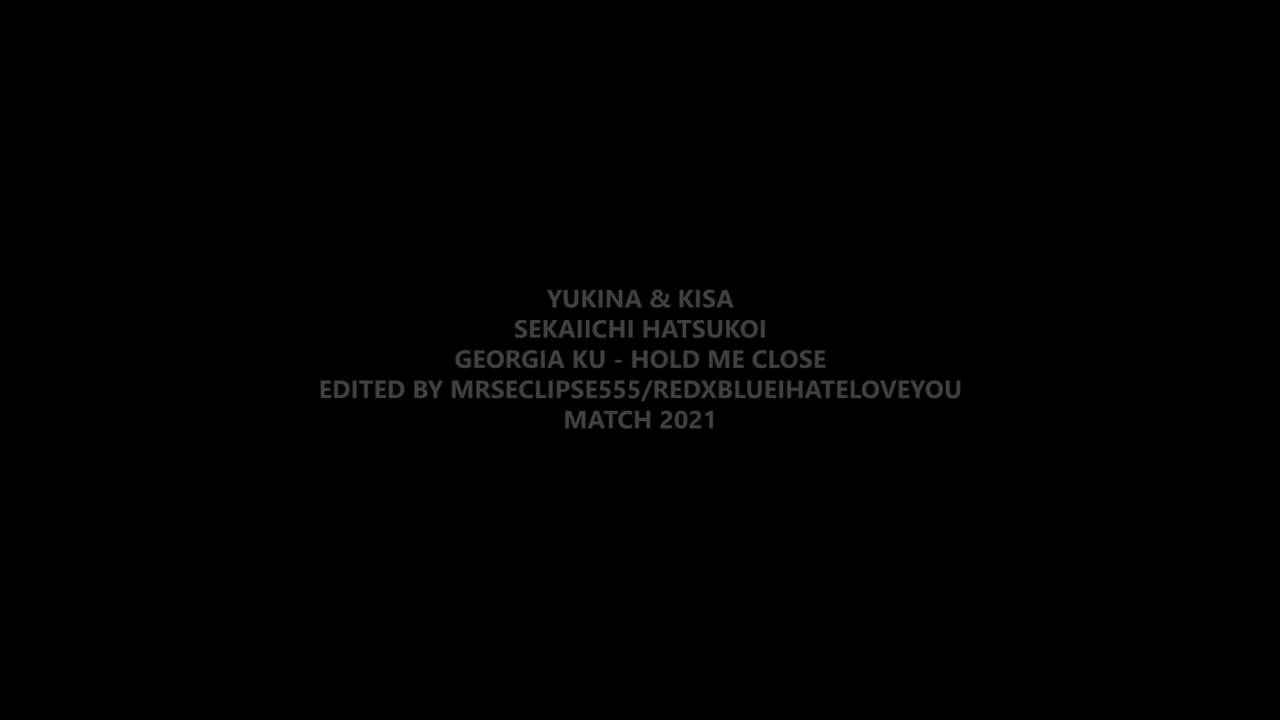 YUKINA & KISA
SEKAIICHI HATSUKOI
GEORGIA KU - HOLD ME CLOSE
EDITED BY MRSECLIPSE555/REDXBLUEIHATELOVEYOU
MATCH 2021